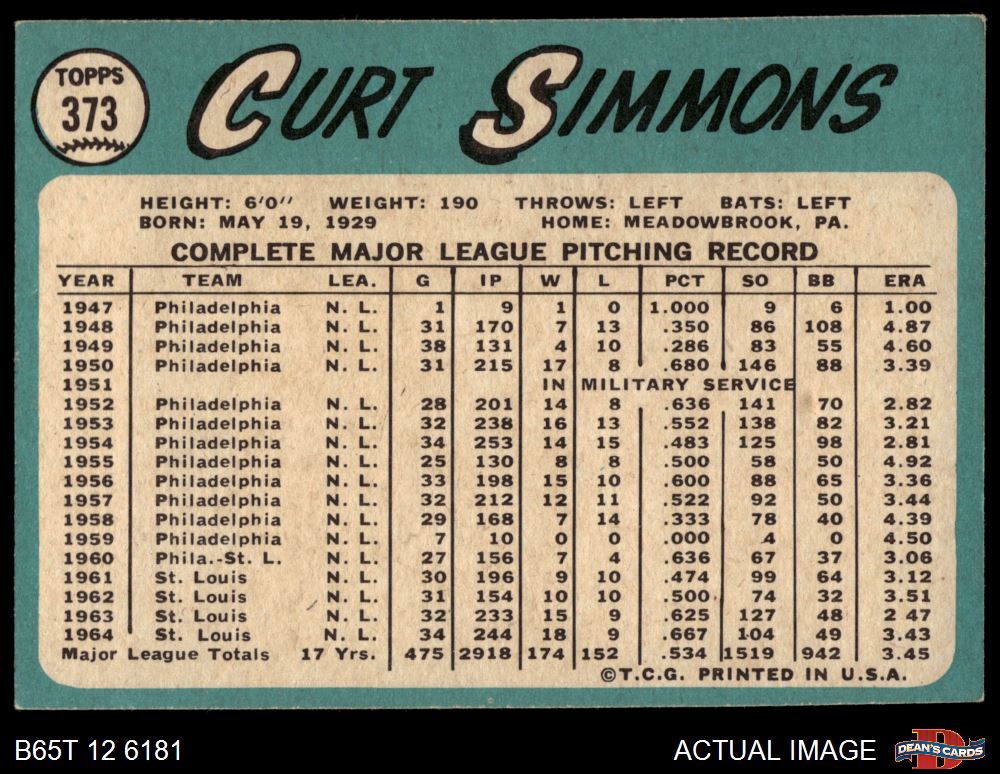 TOPPS
373
CURT SIMMONS
HEIGHT: 6'0" WEIGHT: 190 THROWS: LEFT BATS: LEFT
BORN: MAY 19, 1929 HOME: MEADOWBROOK, PA.
COMPLETE MAJOR LEAGUE PITCHING RECORD
YEAR TEAM LEA. G IP W L PCT SO BB ERA
1947 Philadelphia N. L. 1 9 1 0 1.000 9 6 1.00
1948 Philadelphia N. L. 31 170 7 13 .350 86 108 4.87
1949 Philadelphia N. L. 38 131 4 10 .286 83 55 4.60
1950 Philadelphia N. L. 31 215 17 8 .680 146 88 3.39
1951 IN MILITARY SERVICE
1952 Philadelphia N. L. 28 201 14 8 .636 141 70 2.82
1953 Philadelphia N. L. 32 238 16 13 .552 138 82 3.21
1954 Philadelphia N. L. 34 253 14 15 .483 125 98 2.81
1955 Philadelphia N. L. 25 130 8 8 .500 58 50 4.92
1956 Philadelphia N. L. 33 198 15 10 .600 88 65 3.36
1957 Philadelphia N. L. 32 212 12 11 .522 92 50 3.44
1958 Philadelphia N. L. 29 168 7 14 .333 78 40 4.39
1959 Philadelphia N. L. 7 10 0 0 .000 4 0 4.50
1960 Phila.-St. L. N. L. 27 156 7 4 .636 67 37 3.06
1961 St. Louis N. L. 30 196 9 10 .474 99 64 3.12
1962 St. Louis N. L. 31 154 10 10 .500 74 32 3.51
1963 St. Louis N. L. 32 233 15 9 .625 127 48 2 47
1964 St. Louis N. L. 34 244 18 9 .667 104 49 3.43
Major League Totals 17 Yrs. 475 2918 174 152 .534 1519 942 3.45
©T.C.G. PRINTED IN U.S.A.
B65T 12 6181 ACTUAL IMAGE DEAN'S CARDS